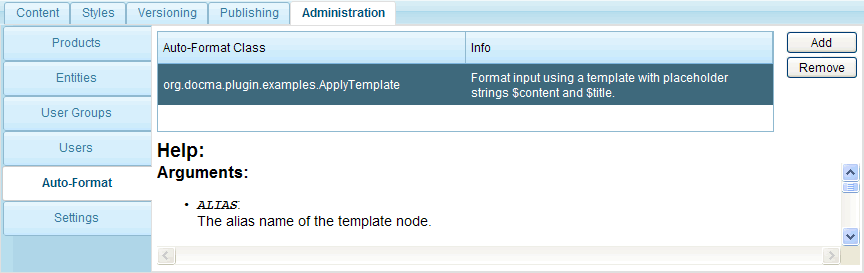 Content Styles Versioning Publishing Administration
Products
Entities
User Groups
Users
Auto-Format
Settings
Auto-Format Class Info
org.docma.plugin.examples.ApplyTemplate Format input using a template with placeholder
strings $content and $title.
Add
Remove
Help:
Arguments:
• ALIAS:
The alias name of the template node.